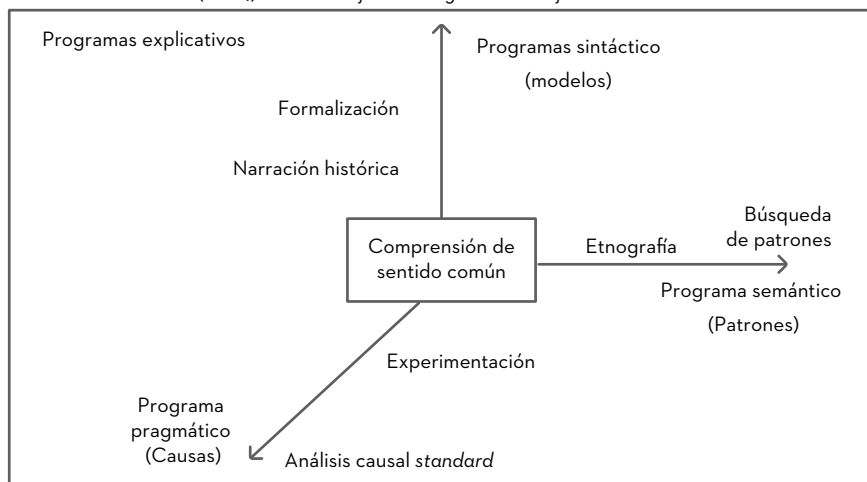 Programas explicativos
Programas sintáctico
(modelos)
Formalización
Narración histórica
Comprensión de
sentido común
Etnografía
Búsqueda
de patrones
Programa semántico
(Patrones)
Experimentación
Programa
pragmático
(Causas)
Análisis causal standard